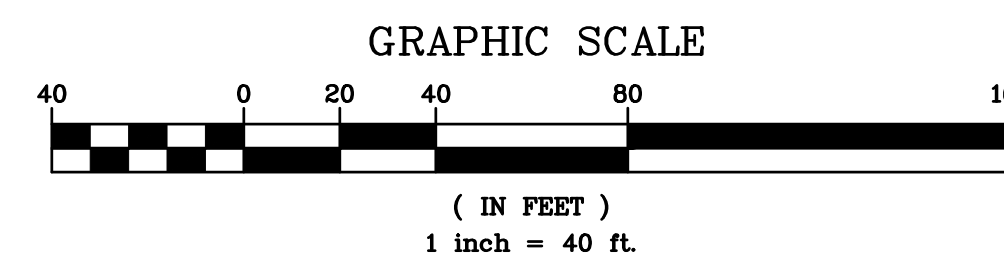 GRAPHIC SCALE
40 0 20 40 80
( IN FEET )
1 inch = 40 ft.